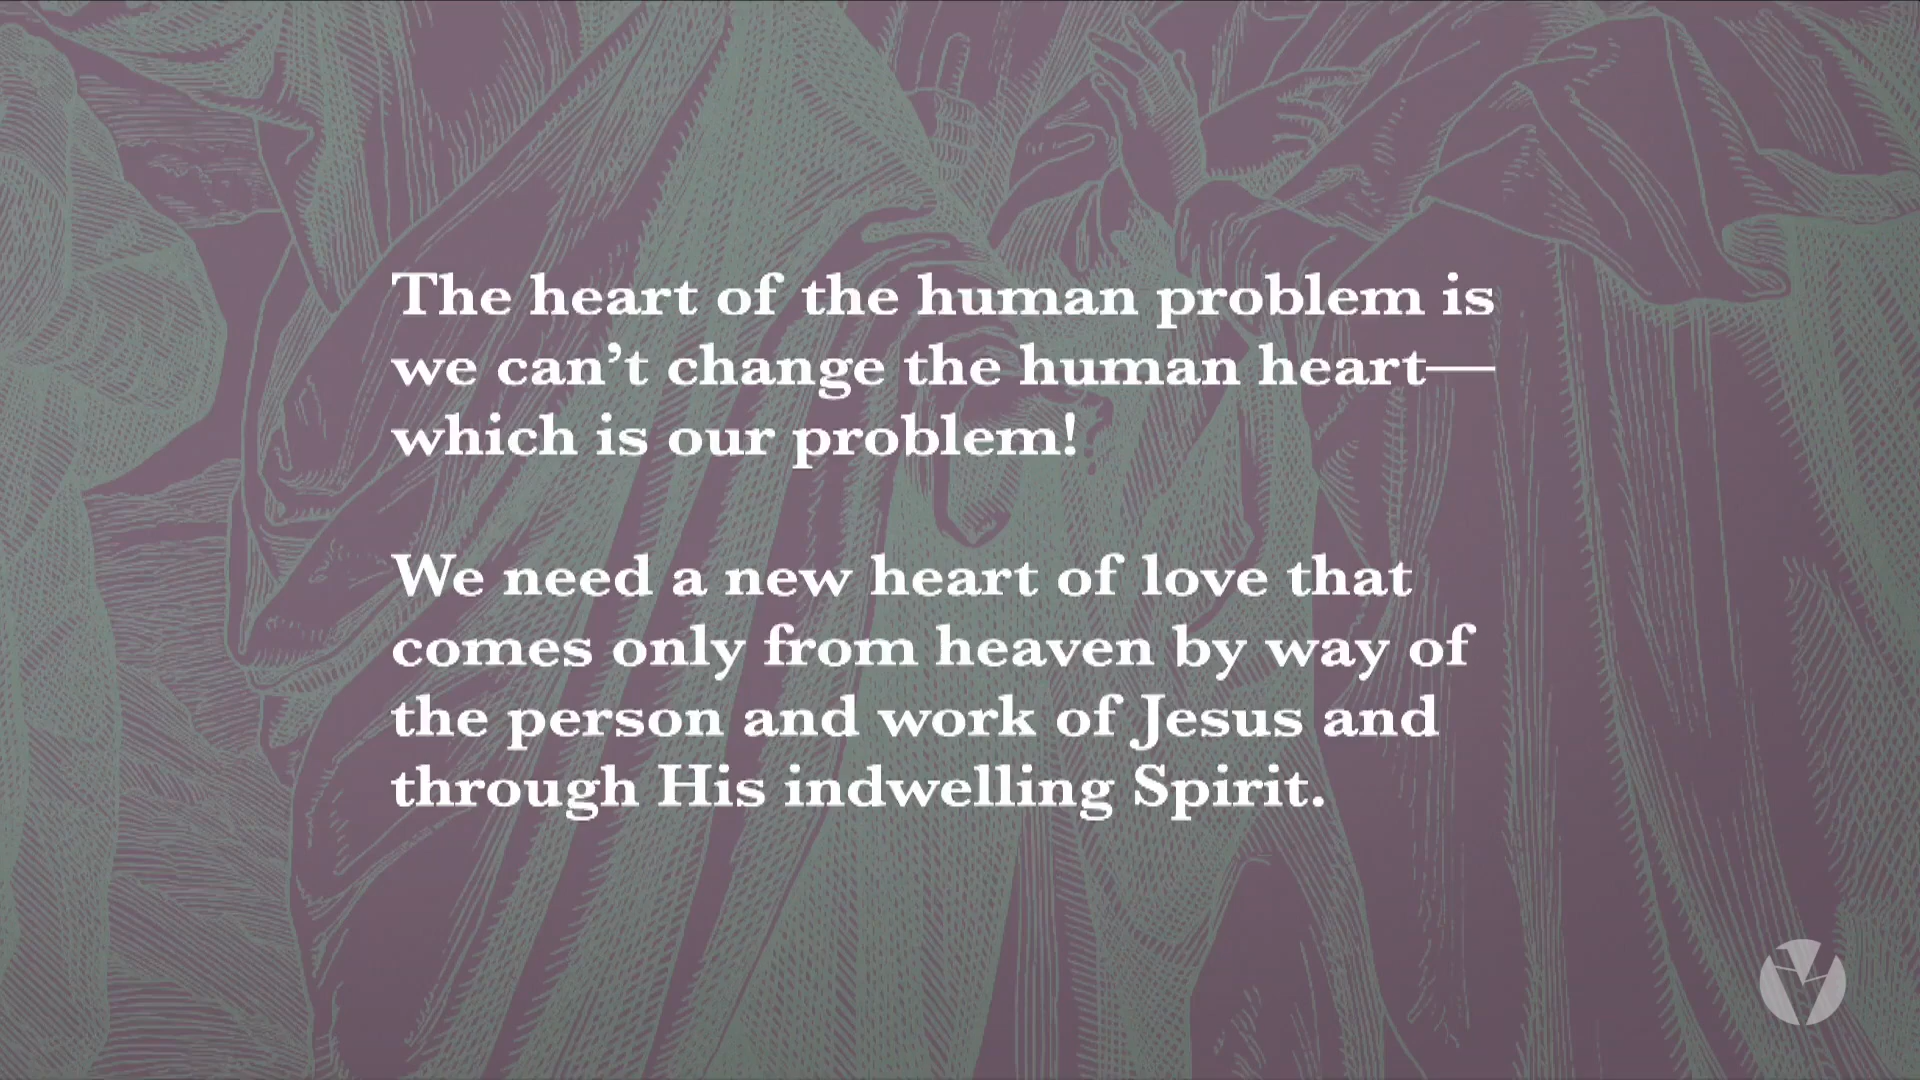 The heart of the human problem is
we can’t change the human heart—
which is our problem!
We need a new heart of love that
comes only from heaven by way of
the person and work of Jesus and
through His indwelling Spirit.